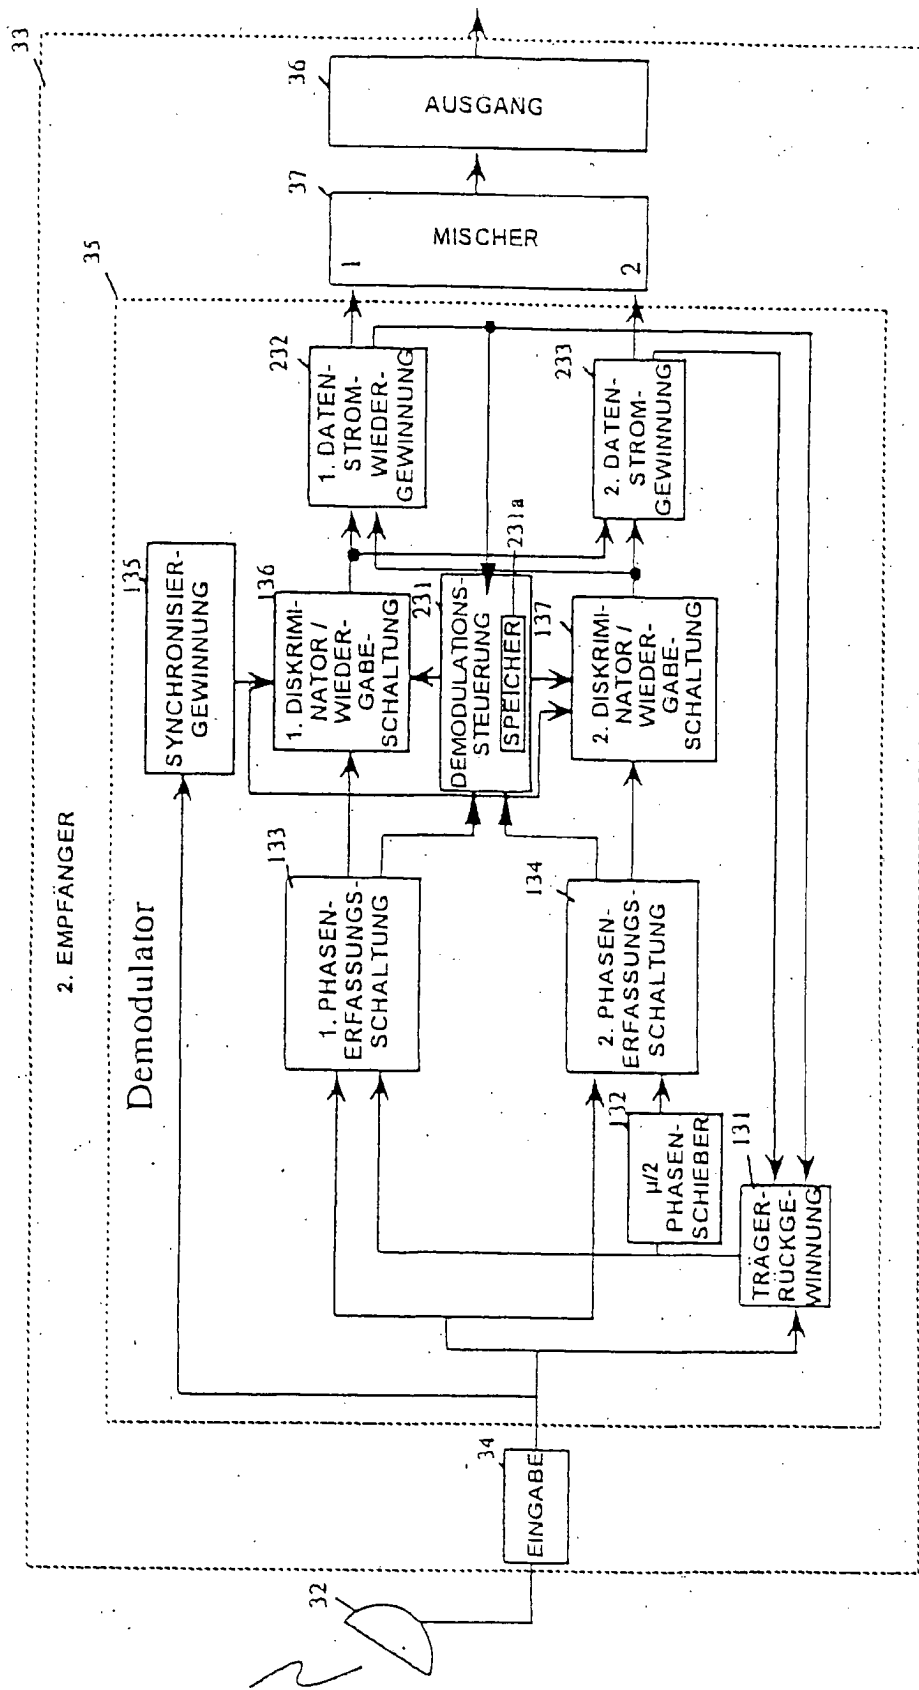 33
2. EMPFÄNGER
35
Demodulator
32
34
EINGABE
135
SYNCHRONISIER-
GEWINNUNG
133
1. PHASEN-
ERFASSUNGS-
SCHALTUNG
136
1. DISKRIMI-
NATOR /
WIEDER-
GABE-
SCHALTUNG
232
1. DATEN-
STROM-
WIEDER-
GEWINNUNG
231
DEMODULATIONS-
STEUERUNG
SPEICHER
231a
134
2. PHASEN-
ERFASSUNGS-
SCHALTUNG
137
2. DISKRIMI-
NATOR /
WIEDER-
GABE-
SCHALTUNG
233
2. DATEN-
STROM-
GEWINNUNG
132
µ/2
PHASEN-
SCHIEBER
131
TRÄGER-
RÜCKGE-
WINNUNG
37
1
MISCHER
2
36
AUSGANG